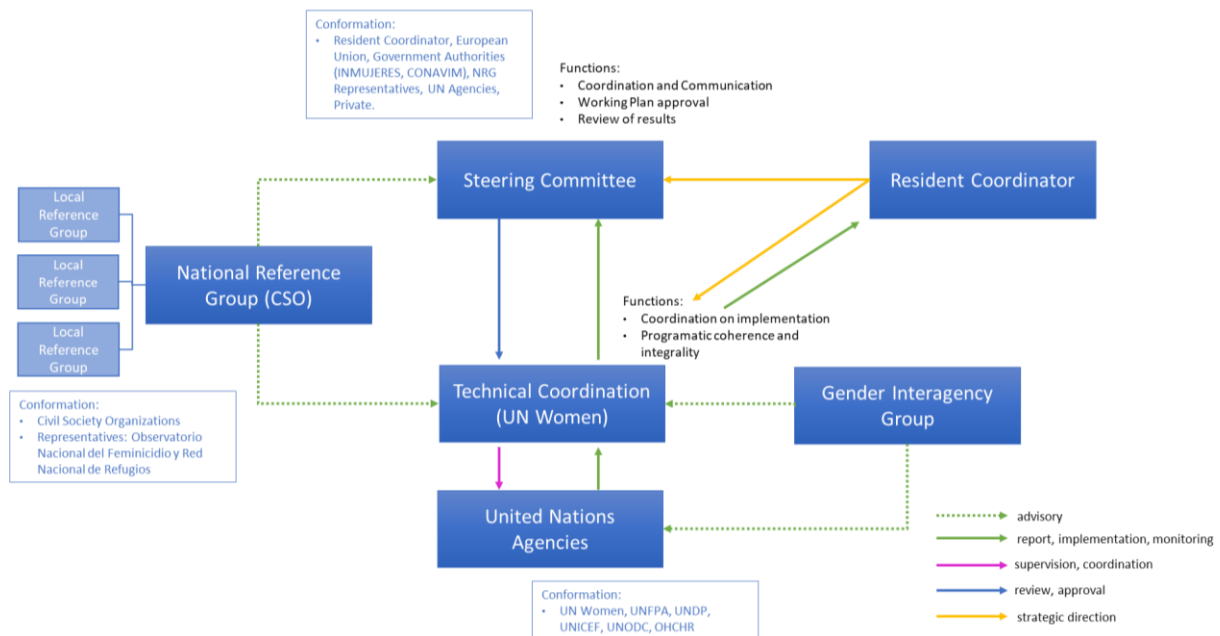 Conformation:
• Resident Coordinator, European
Union, Government Authorities
(INMUJERES, CONAVIM), NRG
Representatives, UN Agencies,
Private.
Functions:
• Coordination and Communication
• Working Plan approval
• Review of results
Steering Committee
Resident Coordinator
Local
Reference
Group
Local
Reference
Group
Local
Reference
Group
National Reference
Group (CSO)
Functions:
• Coordination on implementation
• Programatic coherence and
integrality
Technical Coordination
(UN Women)
Gender Interagency
Group
Conformation:
• Civil Society Organizations
• Representatives: Observatorio
Nacional del Feminicidio y Red
Nacional de Refugios
United Nations
Agencies
advisory
report, implementation, monitoring
supervision, coordination
review, approval
strategic direction
Conformation:
• UN Women, UNFPA, UNDP,
UNICEF, UNODC, OHCHR